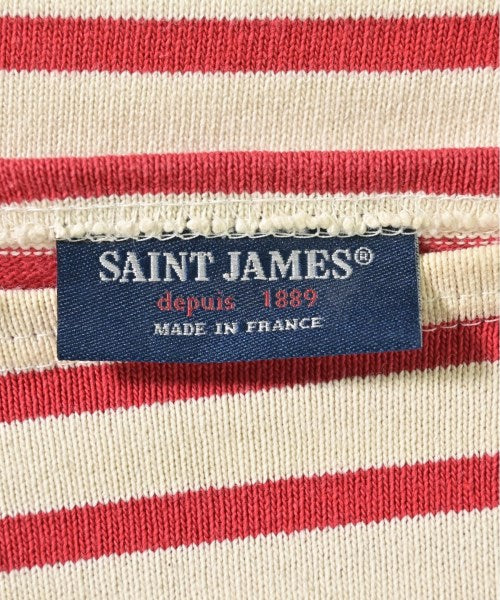 SAINT JAMES®
depuis 1889
MADE IN FRANCE